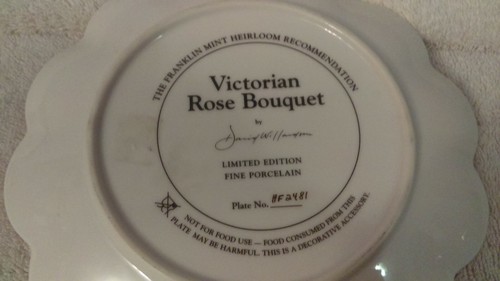 THE FRANKLIN MINT HEIRLOOM RECOMMENDATION
Victorian
Rose Bouquet
by
LIMITED EDITION
FINE PORCELAIN
Plate No. HF2481
NOT FOR FOOD USE — FOOD CONSUMED FROM THIS
PLATE MAY BE HARMFUL. THIS IS A DECORATIVE ACCESSORY.